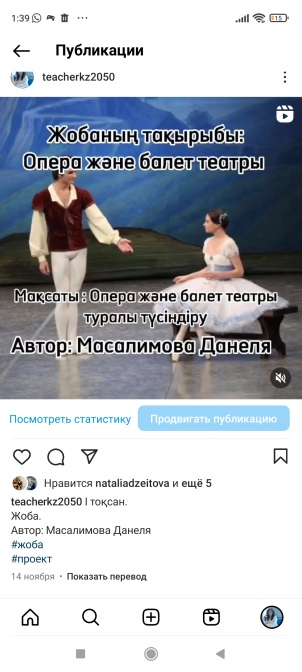 1:39
Публикации
teacherkz2050
Жобаның тақырыбы:
Опера және балет театры
Мақсаты : Опера және балет театры
туралы түсіндіру
Автор: Масалимова Данеля
Посмотреть статистику
Продвигать публикацию
Нравится nataliadzeitova и ещё 5
teacherkz2050 I тоқсан.
Жоба.
Автор: Масалимова Данеля
#жоба
#проект
14 ноября • Показать перевод